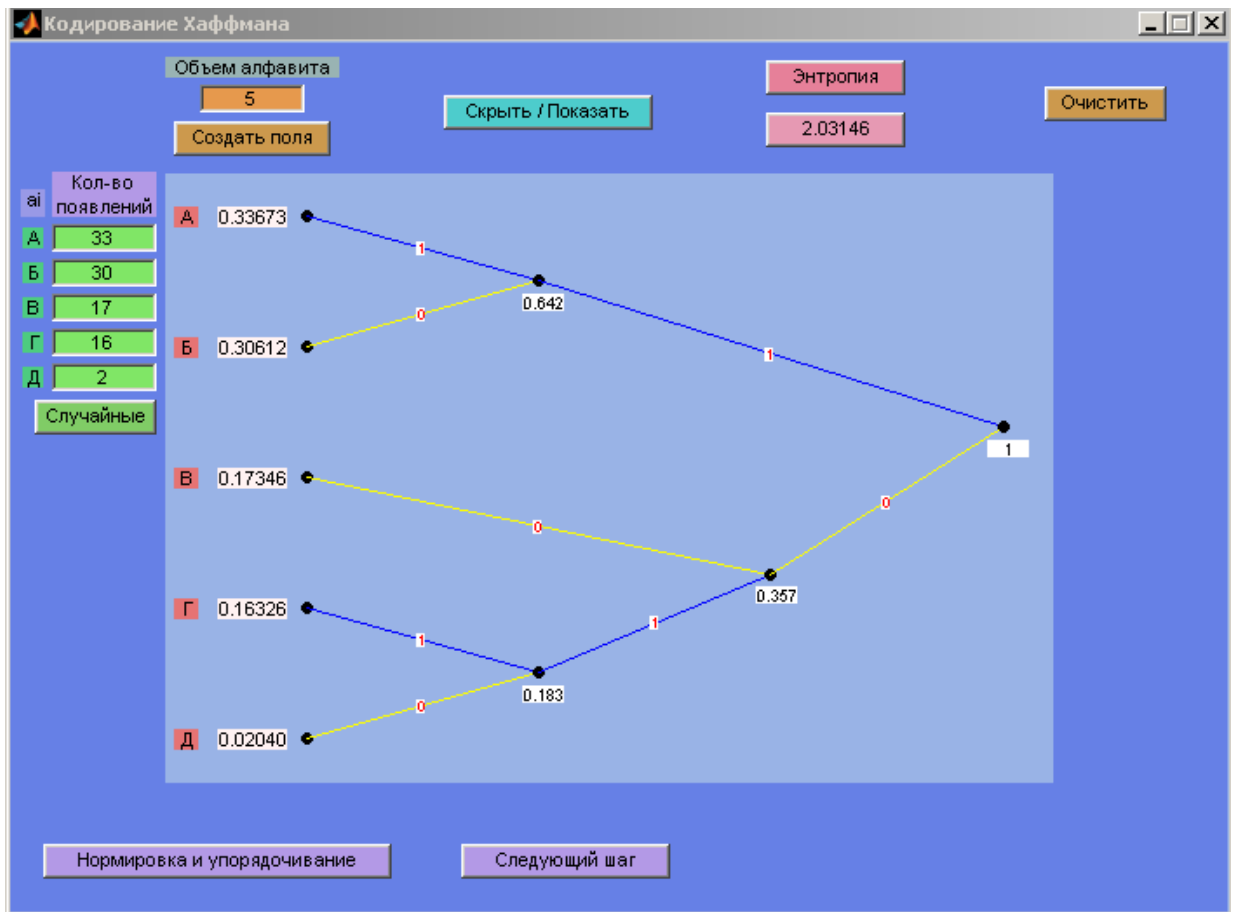 Кодирование Хаффмана
Объем алфавита
5
Создать поля
Скрыть / Показать
Энтропия
2.03146
Очистить
ai
Кол-во
появлений
А 33
Б 30
В 17
Г 16
Д 2
Случайные
А 0.33673
1
0.642
0
Б 0.30612
1
1
В 0.17346
0
0
0.357
Г 0.16326
1
1
0.183
0
Д 0.02040
Нормировка и упорядочивание
Следующий шаг